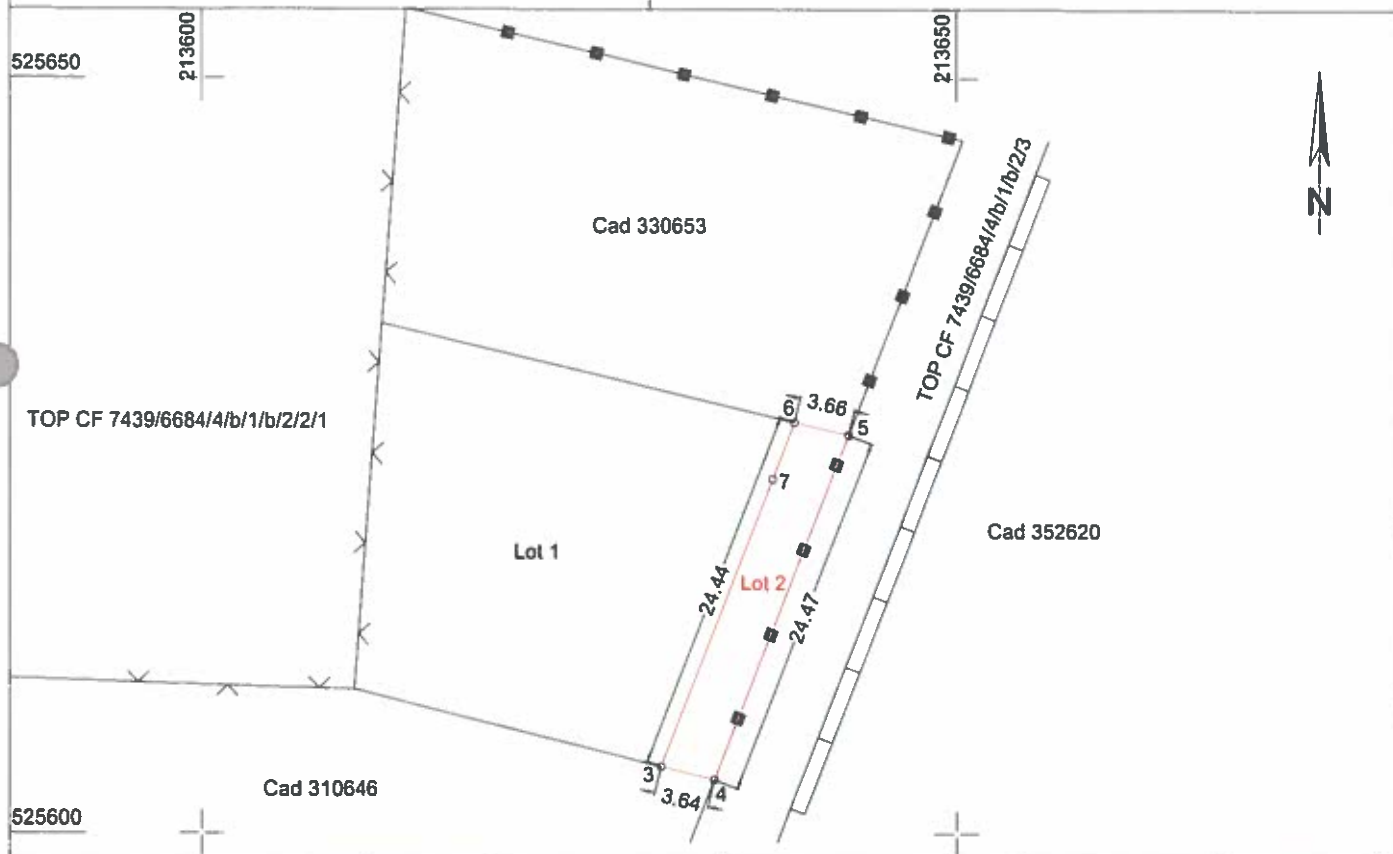 213600
213650
525650
N
TOP CF 7439/6684/4/b/1/b/2/3
Cad 330653
6
3.66
5
TOP CF 7439/6684/4/b/1/b/2/2/1
7
Cad 352620
Lot 1
24.44
Lot 2
24.47
3
3.64
4
Cad 310646
525600